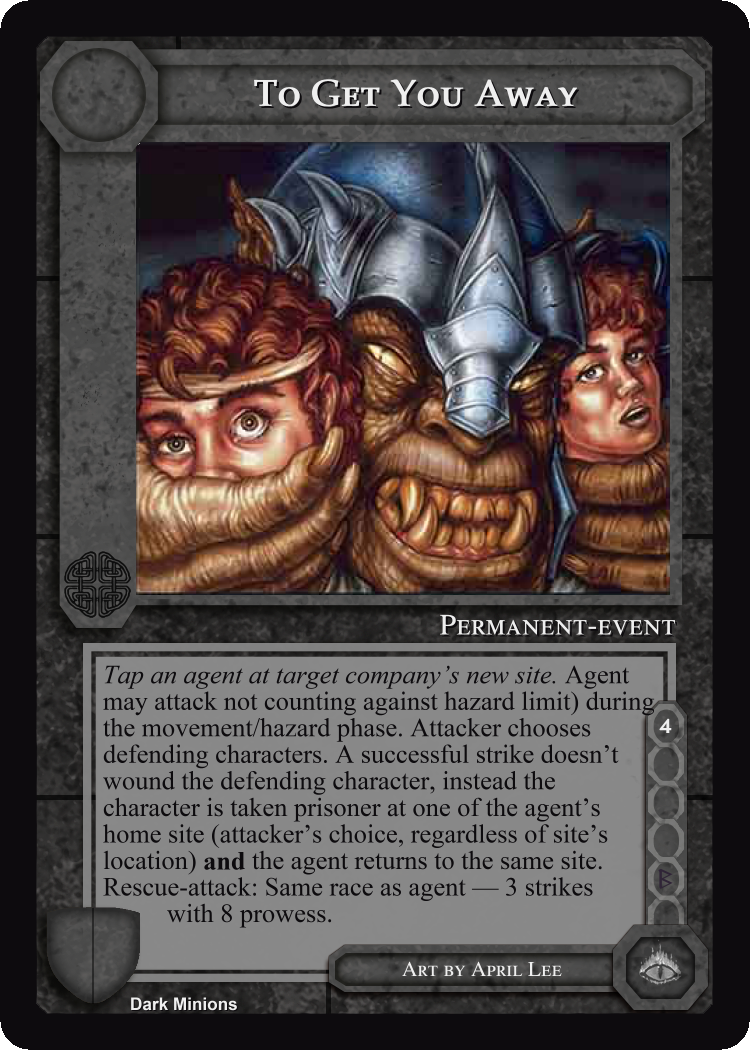 To Get You Away
Permanent-event
Tap an agent at target company's new site. Agent
may attack not counting against hazard limit) during
the movement/hazard phase. Attacker chooses
defending characters. A successful strike doesn't
wound the defending character, instead the
character is taken prisoner at one of the agent's
home site (attacker's choice, regardless of site's
location) and the agent returns to the same site.
Rescue-attack: Same race as agent — 3 strikes
with 8 prowess.
4
ᛒ
Art by April Lee
Dark Minions